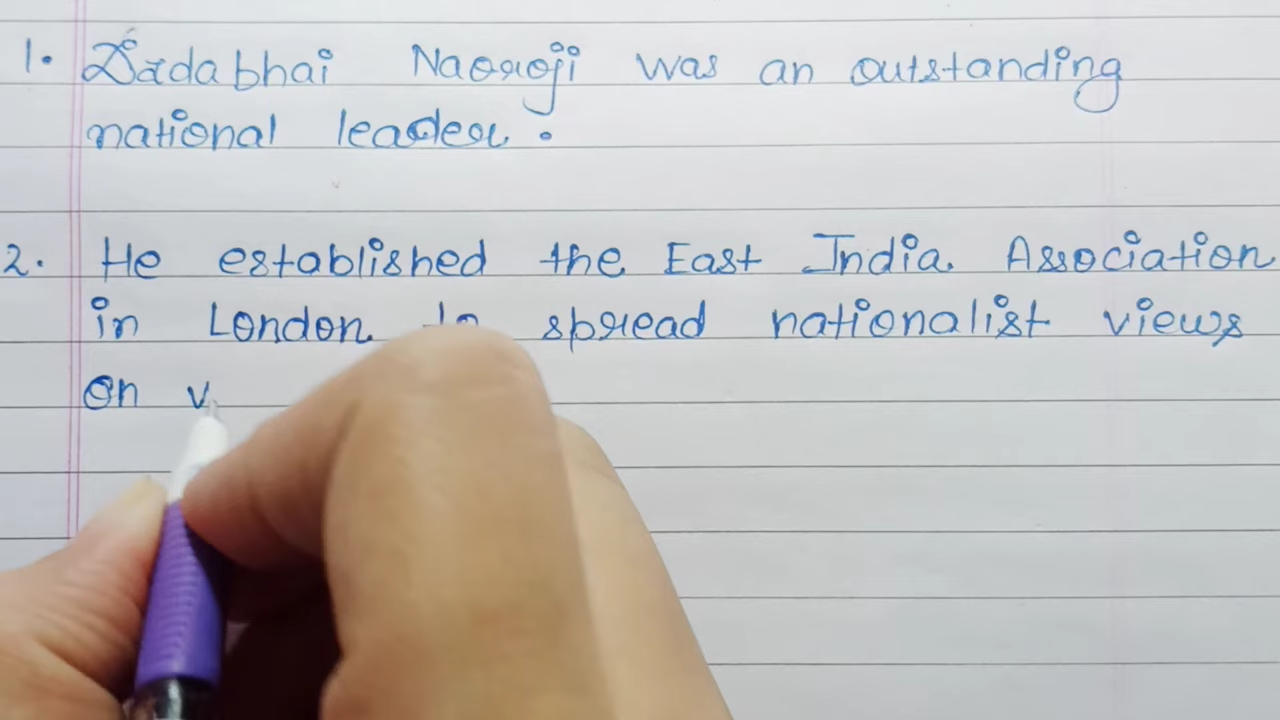 1. Dadabhai Naoroji was an outstanding
national leader.
2. He established the East India Association
in London to spread nationalist views
on v